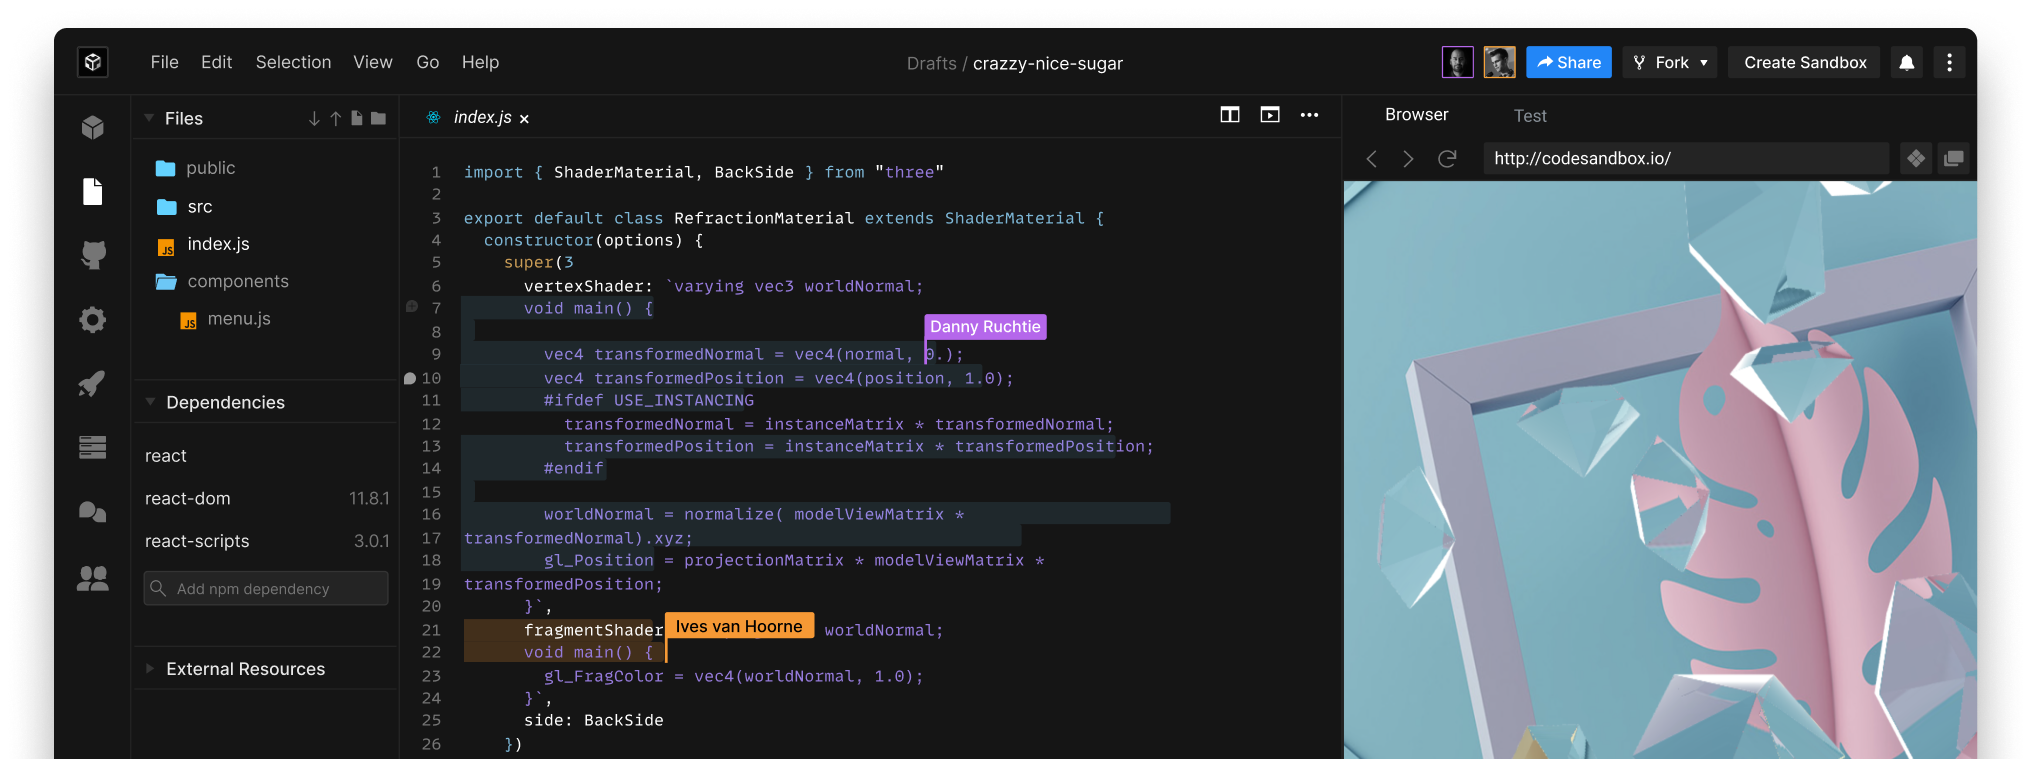 File Edit Selection View Go Help
Drafts / crazzy-nice-sugar
Share
Fork
Create Sandbox
Files
public
src
JS index.js
components
JS menu.js
Dependencies
react
react-dom 11.8.1
react-scripts 3.0.1
Add npm dependency
External Resources
index.js ×
1 import { ShaderMaterial, BackSide } from "three"
2
3 export default class RefractionMaterial extends ShaderMaterial {
4 constructor(options) {
5 super(3
6 vertexShader: `varying vec3 worldNormal;
7 void main() {
8
Danny Ruchtie
9 vec4 transformedNormal = vec4(normal, 0.);
10 vec4 transformedPosition = vec4(position, 1.0);
11 #ifdef USE_INSTANCING
12 transformedNormal = instanceMatrix * transformedNormal;
13 transformedPosition = instanceMatrix * transformedPosition;
14 #endif
15
16 worldNormal = normalize( modelViewMatrix *
17 transformedNormal).xyz;
18 gl_Position = projectionMatrix * modelViewMatrix *
19 transformedPosition;
20 }`,
21 fragmentShader Ives van Hoorne worldNormal;
22 void main() {
23 gl_FragColor = vec4(worldNormal, 1.0);
24 }`,
25 side: BackSide
26 })
Browser Test
http://codesandbox.io/